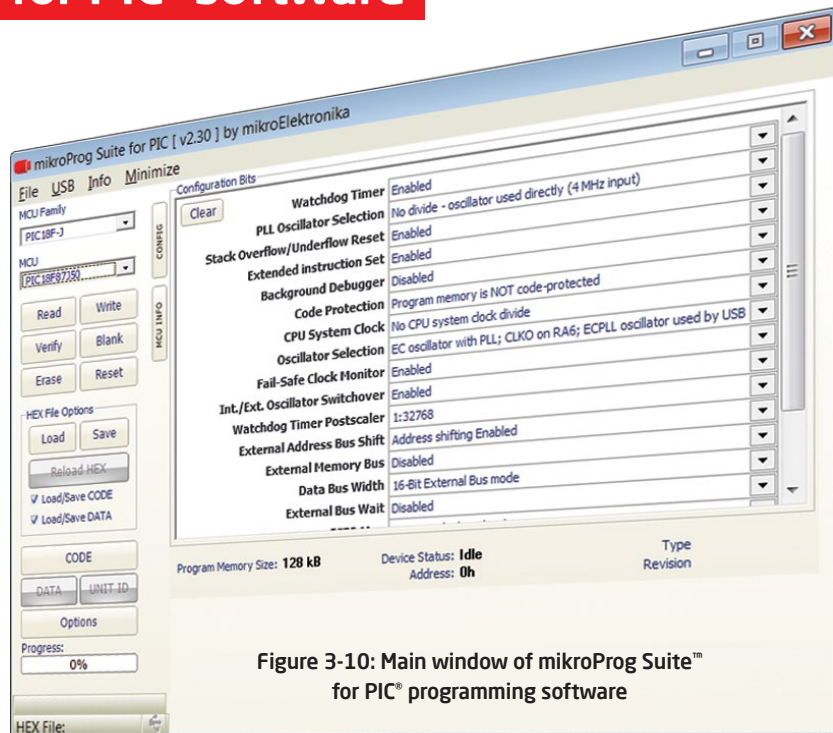 for PIC® software
mikroProg Suite for PIC [ v2.30 ] by mikroElektronika
File USB Info Minimize
MCU Family
PIC18F-J
MCU
PIC18F87J50
Read Write
Verify Blank
Erase Reset
HEX File Options
Load Save
Reload HEX
Load/Save CODE
Load/Save DATA
CODE
DATA UNIT ID
Options
Progress:
0%
HEX File:
CONFIG
MCU INFO
Configuration Bits
Clear
Watchdog Timer Enabled
PLL Oscillator Selection No divide - oscillator used directly (4 MHz input)
Stack Overflow/Underflow Reset Enabled
Extended instruction Set Enabled
Background Debugger Disabled
Code Protection Program memory is NOT code-protected
CPU System Clock No CPU system clock divide
Oscillator Selection EC oscillator with PLL; CLKO on RA6; ECPLL oscillator used by USB
Fail-Safe Clock Monitor Enabled
Int./Ext. Oscillator Switchover Enabled
Watchdog Timer Postscaler 1:32768
External Address Bus Shift Address shifting Enabled
External Memory Bus Disabled
Data Bus Width 16-Bit External Bus mode
External Bus Wait Disabled
Program Memory Size: 128 kB
Device Status: Idle
Address: 0h
Type
Revision
Figure 3-10: Main window of mikroProg Suite™
for PIC® programming software